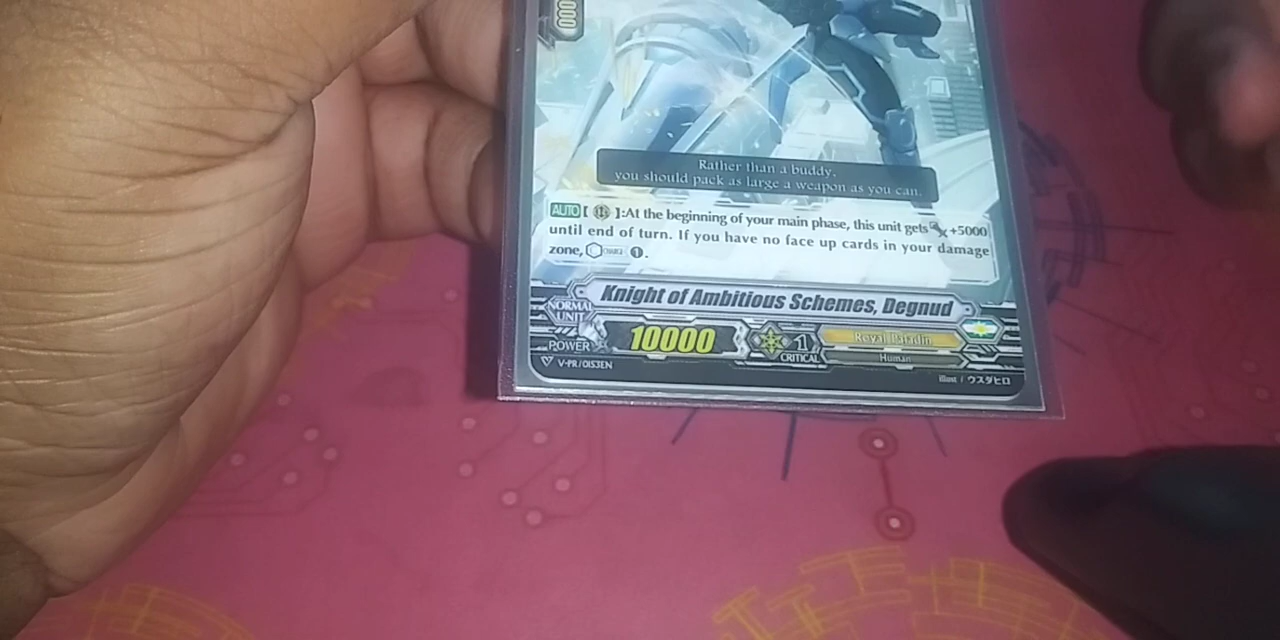 000
Rather than a buddy,
you should pack as large a weapon as you can.
AUTO [ ]:At the beginning of your main phase, this unit gets +5000
until end of turn. If you have no face up cards in your damage
zone, 1.
Knight of Ambitious Schemes, Degnud
NORMAL
UNIT
POWER 10000 1
CRITICAL
Royal Paladin
Human
V-PR/0153EN
illust / ウスダヒロ